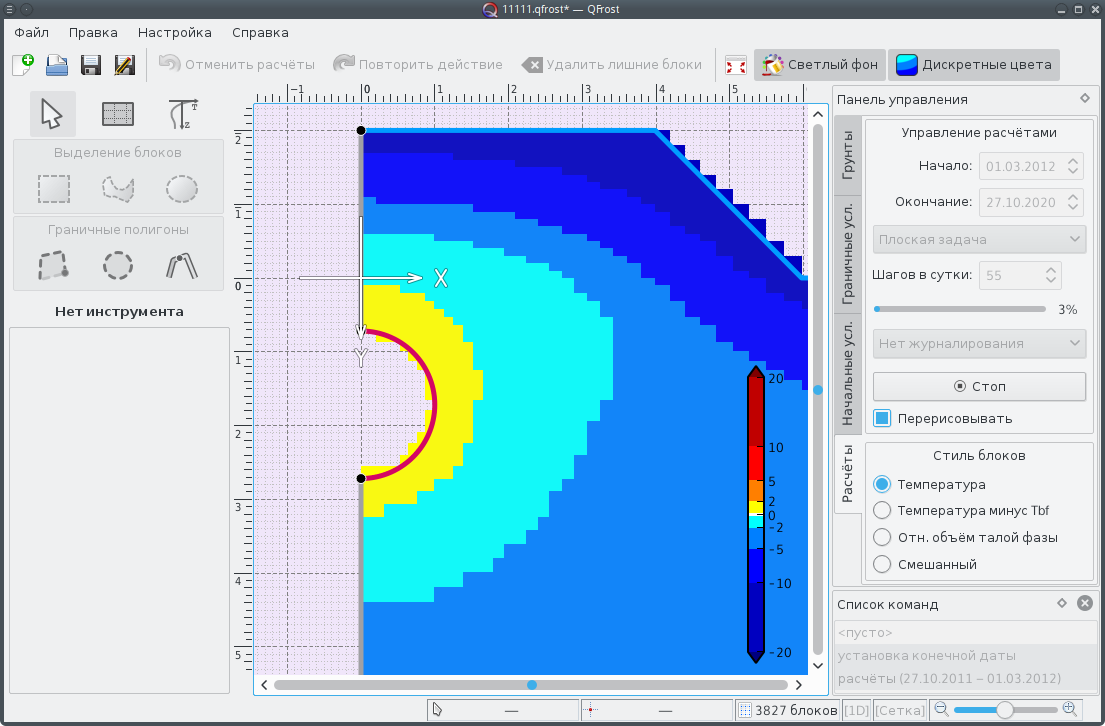 11111.qfrost* — QFrost
Файл Правка Настройка Справка
Отменить расчёты Повторить действие Удалить лишние блоки Светлый фон Дискретные цвета
T
z
Выделение блоков
Граничные полигоны
Нет инструмента
−1 0 1 2 3 4 5
2
1
0
1
2
3
4
5
X
Y
20
10
5
2
0
-2
-5
-10
-20
Панель управления
Грунты
Граничные усл.
Начальные усл.
Расчёты
Управление расчётами
Начало: 01.03.2012
Окончание: 27.10.2020
Плоская задача
Шагов в сутки: 55
3%
Нет журналирования
Стоп
Перерисовывать
Стиль блоков
Температура
Температура минус Tbf
Отн. объём талой фазы
Смешанный
Список команд
<пусто>
установка конечной даты
расчёты (27.10.2011 – 01.03.2012)
— — 3827 блоков [1D] [Сетка]